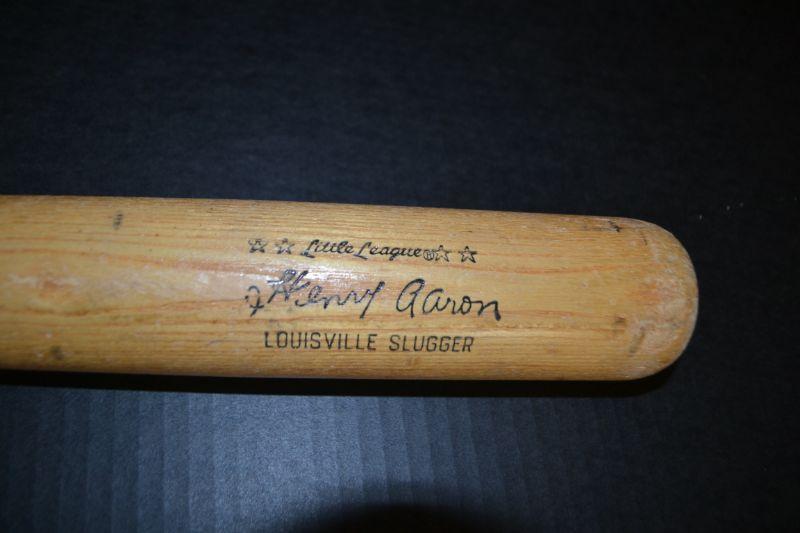 ☆ ☆ Little League ® ☆ ☆
Henry Aaron
LOUISVILLE SLUGGER